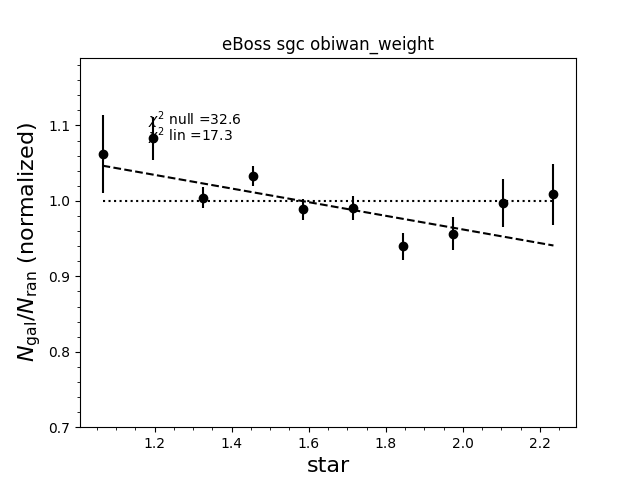 eBoss sgc obiwan_weight
χ² null =32.6
χ² lin =17.3
1.1
1.0
0.9
0.8
0.7
N_gal/N_ran (normalized)
1.2 1.4 1.6 1.8 2.0 2.2
star